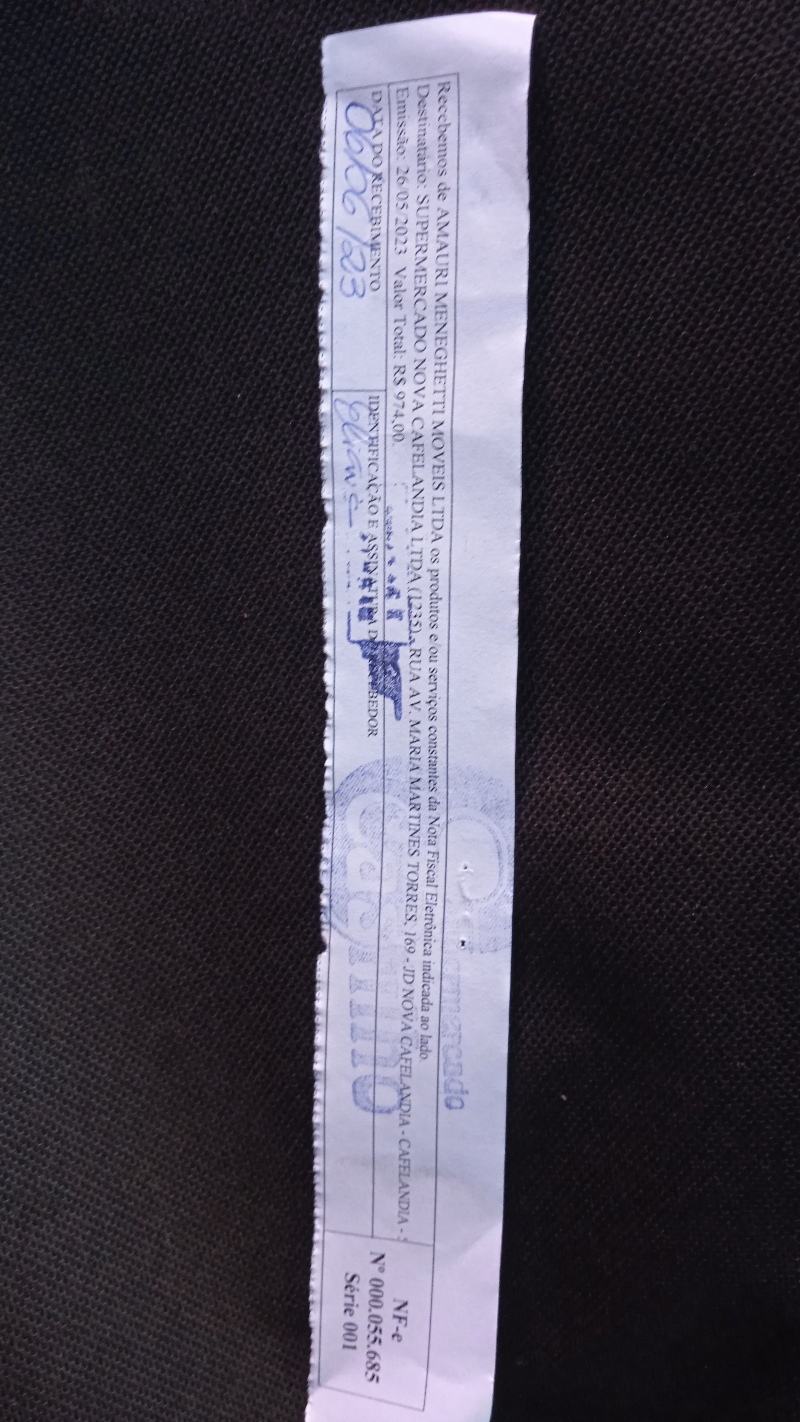 Recebemos de AMAURI MENEGHETTI MOVEIS LTDA os produtos e/ou serviços constantes da Nota Fiscal Eletrônica indicada ao lado.
Destinatário: SUPERMERCADO NOVA CAFELANDIA LTDA (1235), RUA AV. MARIA MARTINES TORRES, 169 - JD NOVA CAFELANDIA - CAFELANDIA -
Emissão: 26/05/2023 Valor Total: R$ 974,00.
DATA DO RECEBIMENTO
06/06/23
IDENTIFICAÇÃO E ASSINATURA DO RECEBEDOR
NF-e
Nº 000.055.685
Série 001